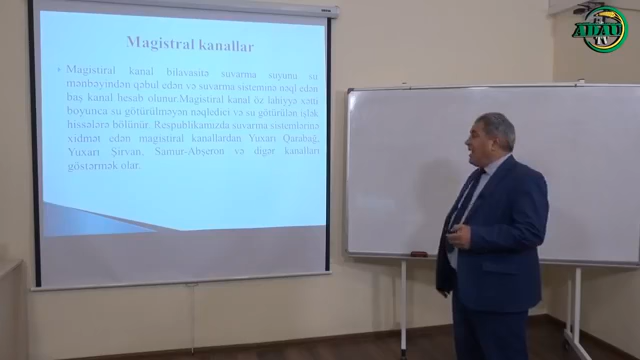 Magistral kanallar
Magistral kanal bilavasitə suvarma suyunu su
mənbəyindən qəbul edən və suvarma sisteminə nəql edən
baş kanal hesab olunur.Magistral kanal öz lahiyyə xətti
boyunca su götürülməyən nəqledici və su götürülən işlək
hissələrə bölünür. Respublikamızda suvarma sistemlərinə
xidmət edən magistral kanallardan Yuxarı Qarabağ,
Yuxarı Şirvan, Samur-Abşeron və digər kanalları
göstərmək olar.
ADAU
TV